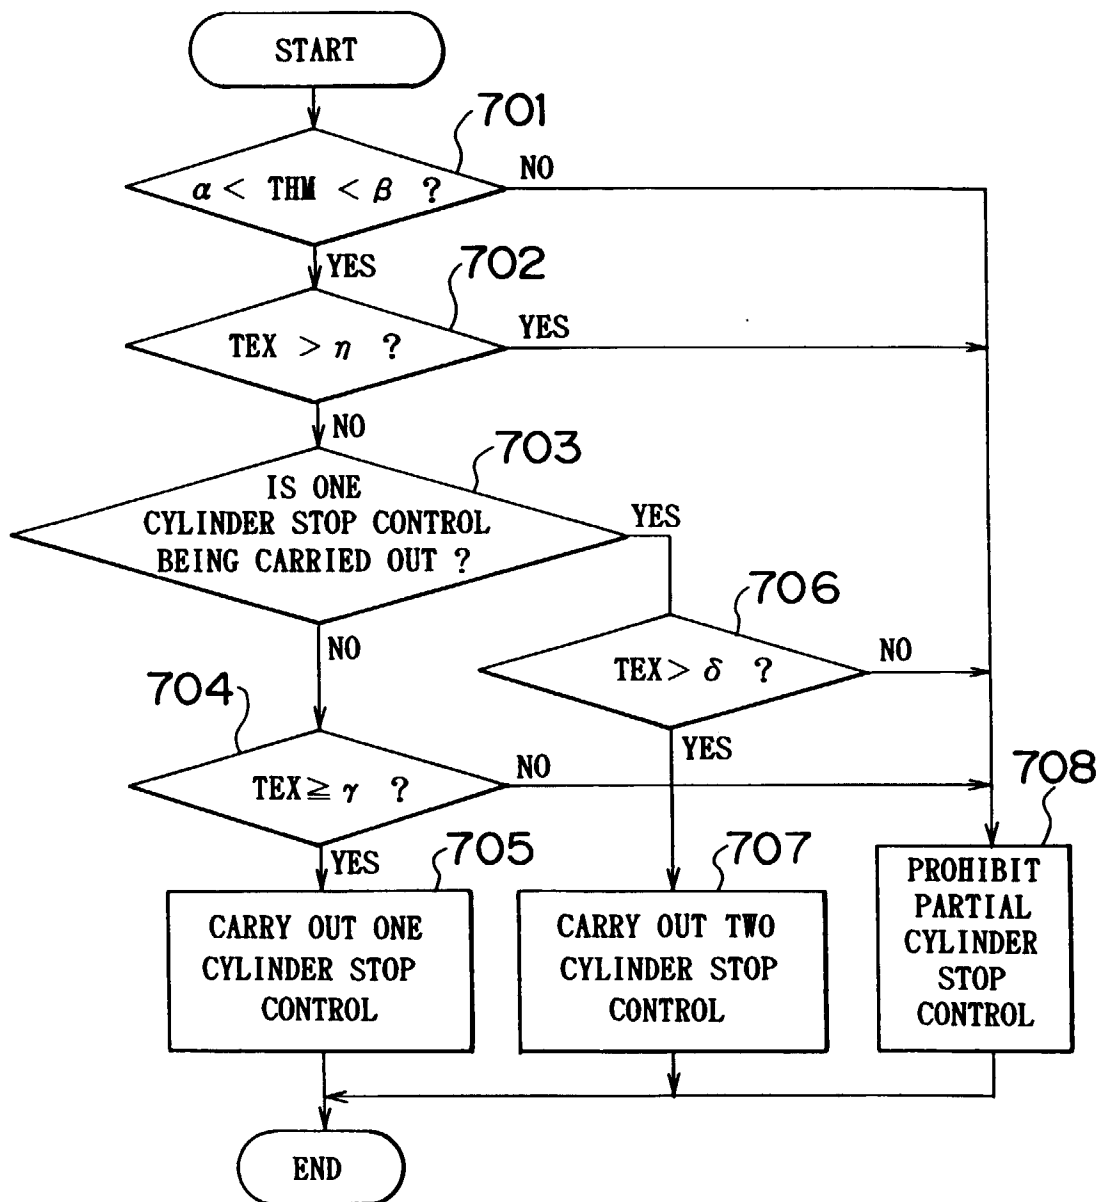 START
701
α < THM < β ?
NO
YES
702
TEX > η ?
YES
NO
703
IS ONE
CYLINDER STOP CONTROL
BEING CARRIED OUT ?
YES
NO
706
TEX > δ ?
NO
YES
704
TEX ≧ γ ?
NO
YES
705
CARRY OUT ONE
CYLINDER STOP
CONTROL
707
CARRY OUT TWO
CYLINDER STOP
CONTROL
708
PROHIBIT
PARTIAL
CYLINDER
STOP
CONTROL
END